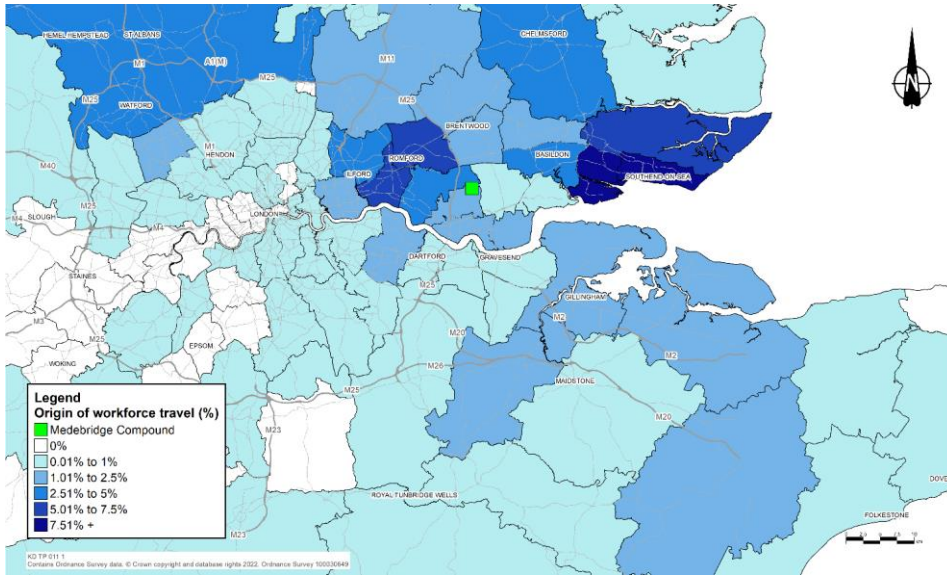 HEMEL HEMPSTEAD
ST ALBANS
CHELMSFORD
M1
A1(M)
M11
M25
M25
M25
WATFORD
BRENTWOOD
M1
HENDON
ROMFORD
BASILDON
M40
ILFORD
SOUTHEND-ON-SEA
M25
SLOUGH
LONDON
M4
M4
STAINES
DARTFORD
GRAVESEND
M25
GILLINGHAM
M3
M2
EPSOM
M20
M25
M2
WOKING
M26
MAIDSTONE
M25
M20
Legend
Origin of workforce travel (%)
Medebridge Compound
0%
0.01% to 1%
1.01% to 2.5%
2.51% to 5%
5.01% to 7.5%
7.51% +
M23
ROYAL TUNBRIDGE WELLS
DOVE
FOLKESTONE
M23
Contains Ordnance Survey data. © Crown copyright and database rights 2022. Ordnance Survey 100030649